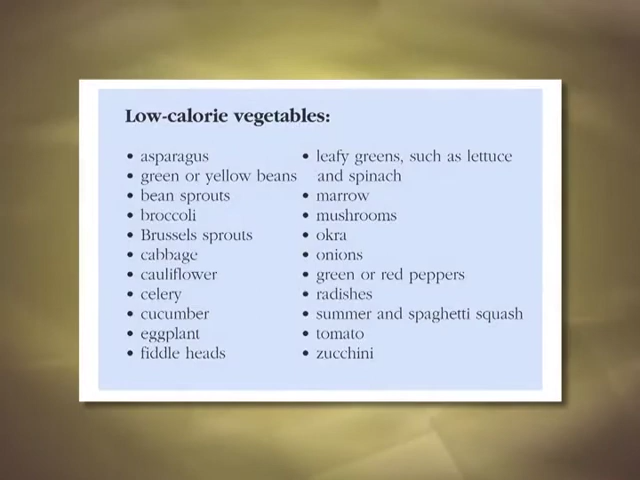 Low-calorie vegetables:
• asparagus
• green or yellow beans
• bean sprouts
• broccoli
• Brussels sprouts
• cabbage
• cauliflower
• celery
• cucumber
• eggplant
• fiddle heads
• leafy greens, such as lettuce
and spinach
• marrow
• mushrooms
• okra
• onions
• green or red peppers
• radishes
• summer and spaghetti squash
• tomato
• zucchini